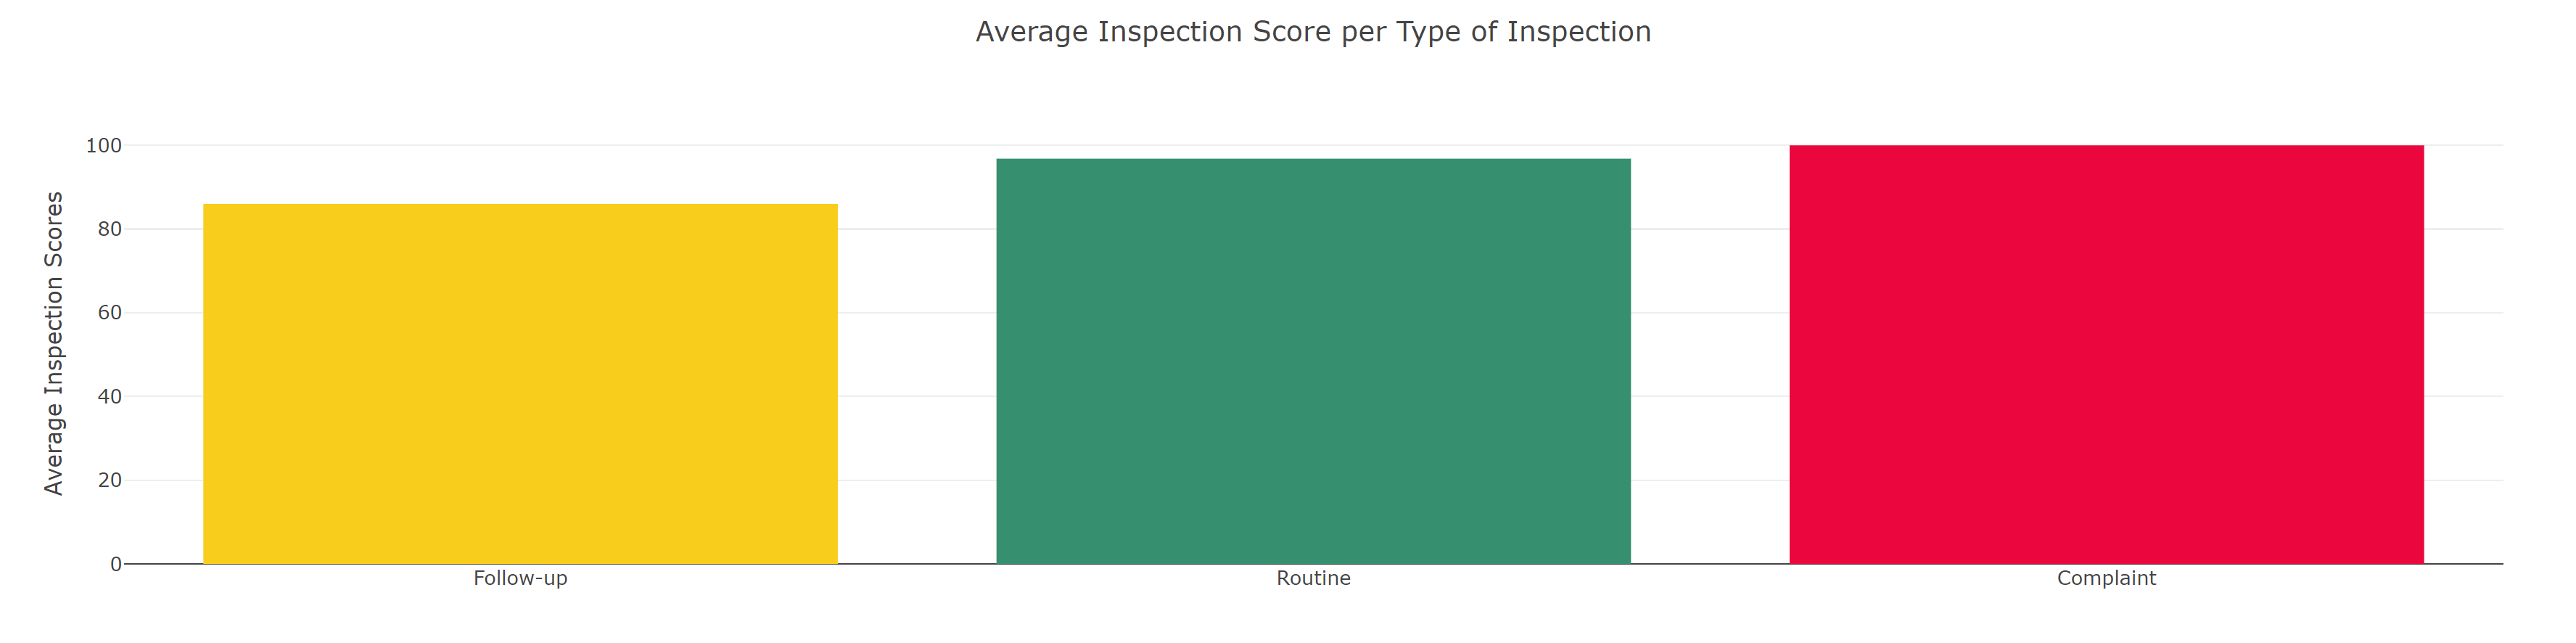 Average Inspection Score per Type of Inspection
Average Inspection Scores
100
80
60
40
20
0
Follow-up
Routine
Complaint